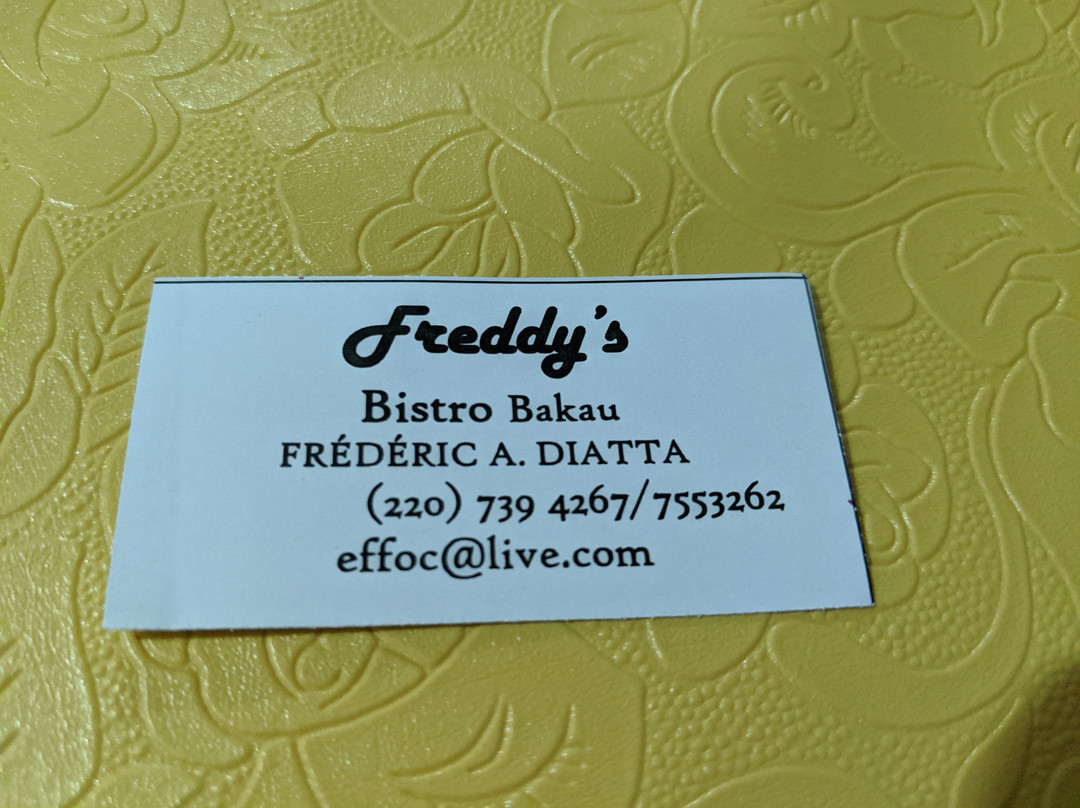 Freddy's
Bistro Bakau
FRÉDÉRIC A. DIATTA
(220) 739 4267/7553262
effoc@live.com